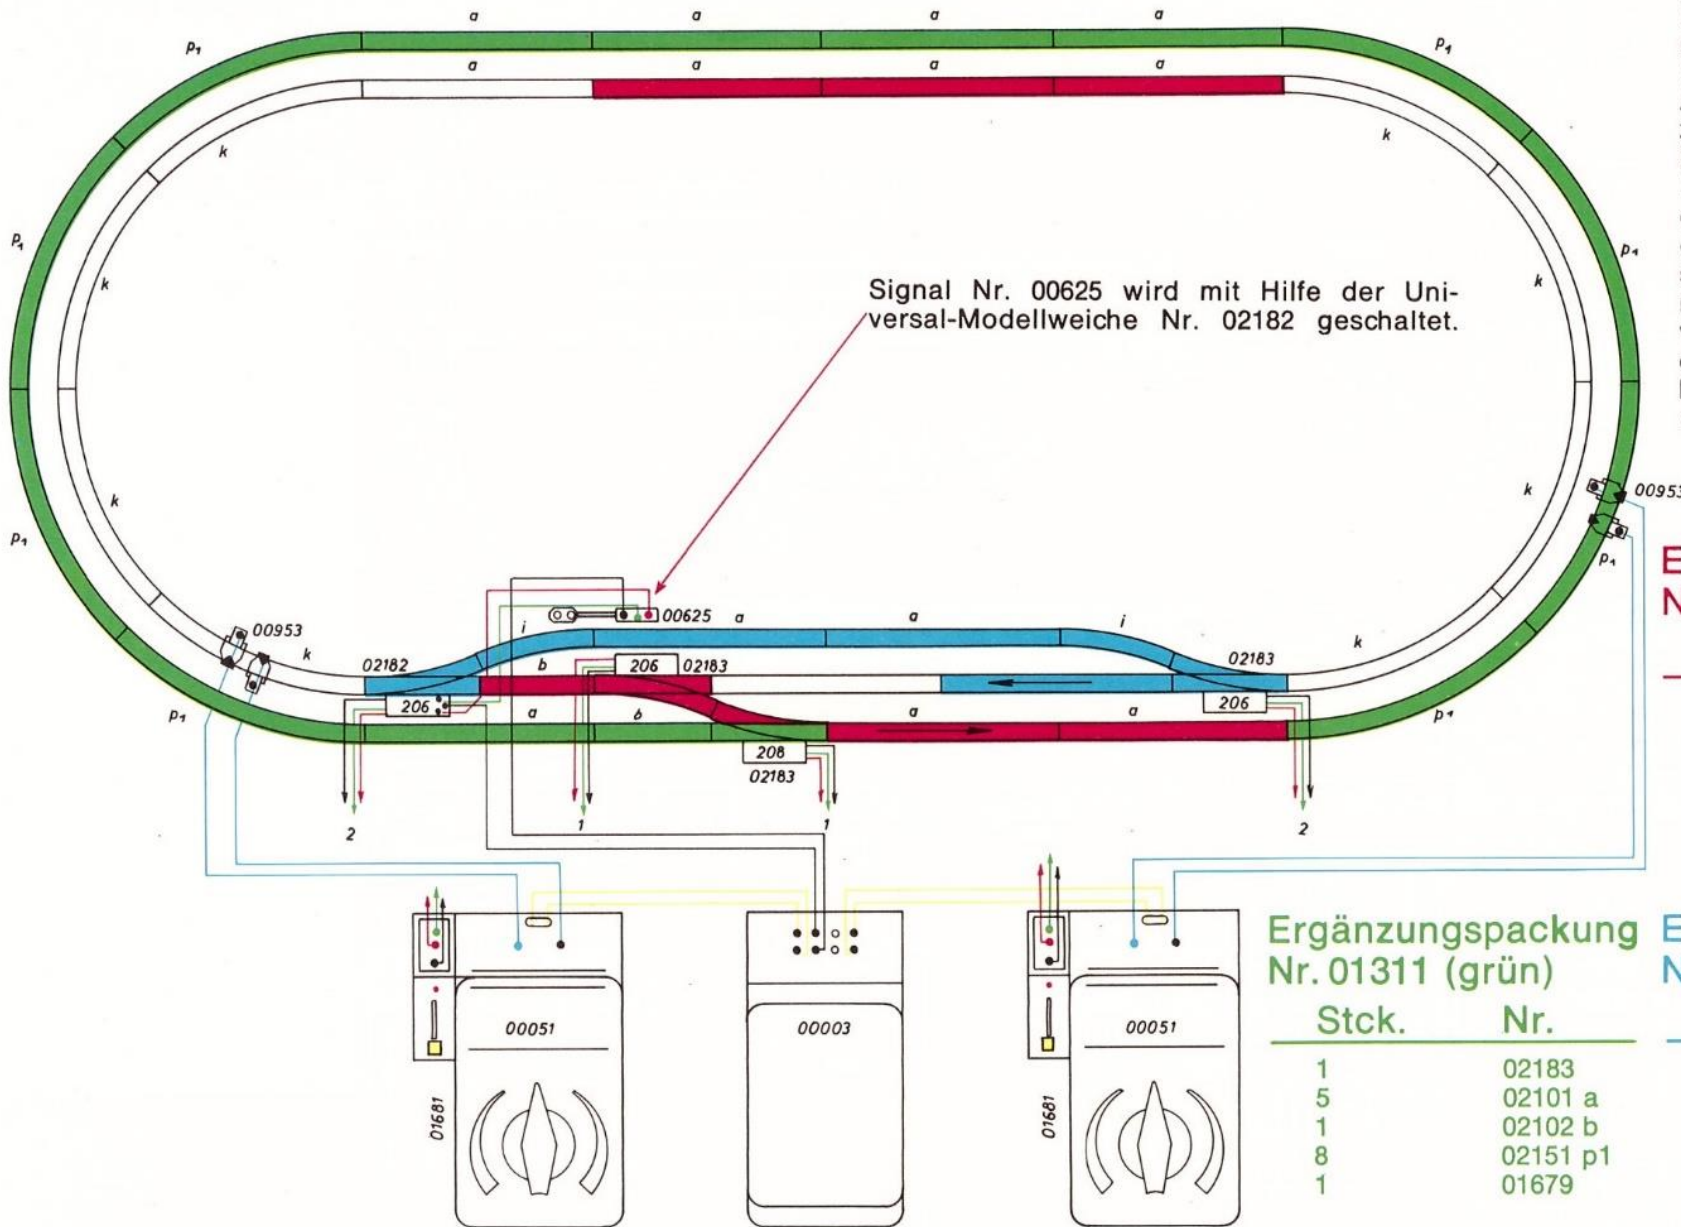 a a a a
p1 p1
a a a a
k k
p1 p1
k k
Signal Nr. 00625 wird mit Hilfe der Uni-
versal-Modellweiche Nr. 02182 geschaltet.
k k
00953
p1 p1
00953 00625 a a i
i
k 02182 b 206 02183 02183 k
206 206
p1 a b a a p1
208
02183
2 1 1 2
00051 00003 00051
01681 01681
Ergänzungspackung
Nr. 01311 (grün)
Stck. Nr.
1 02183
5 02101 a
1 02102 b
8 02151 p1
1 01679
E
N
E
N